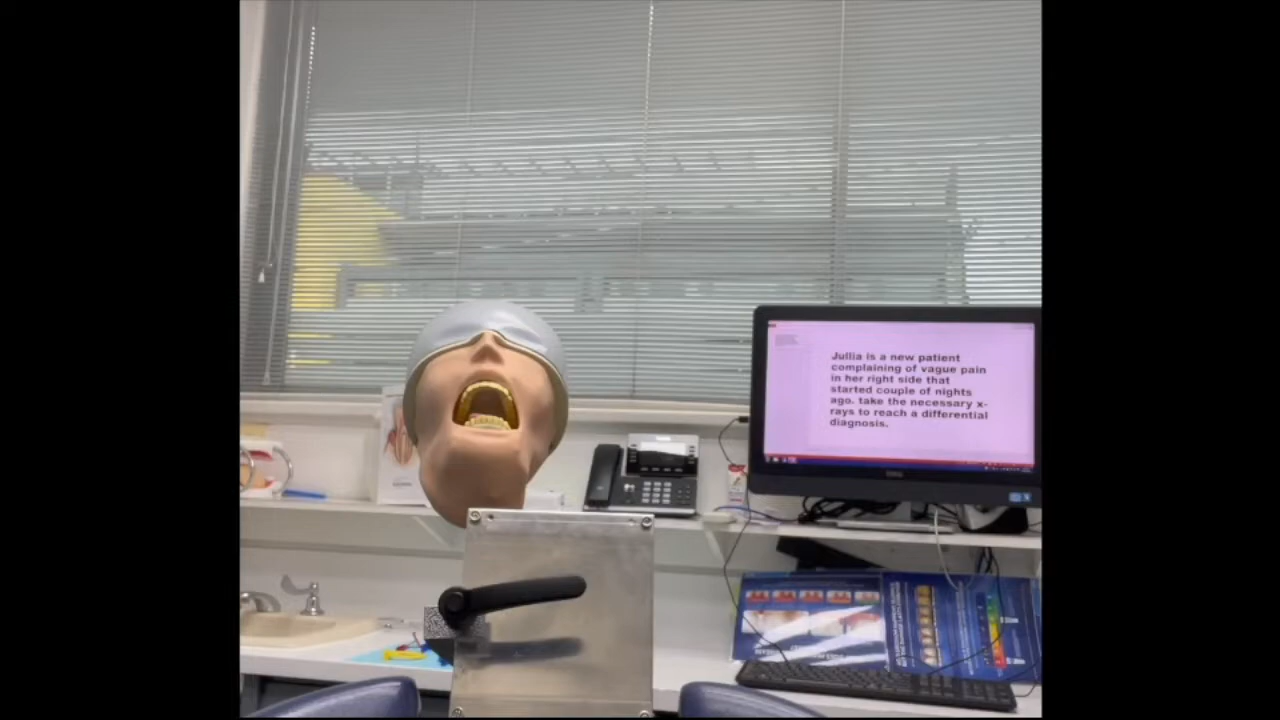 Jullia is a new patient
complaining of vague pain
in her right side that
started couple of nights
ago. take the necessary x-
rays to reach a differential
diagnosis.